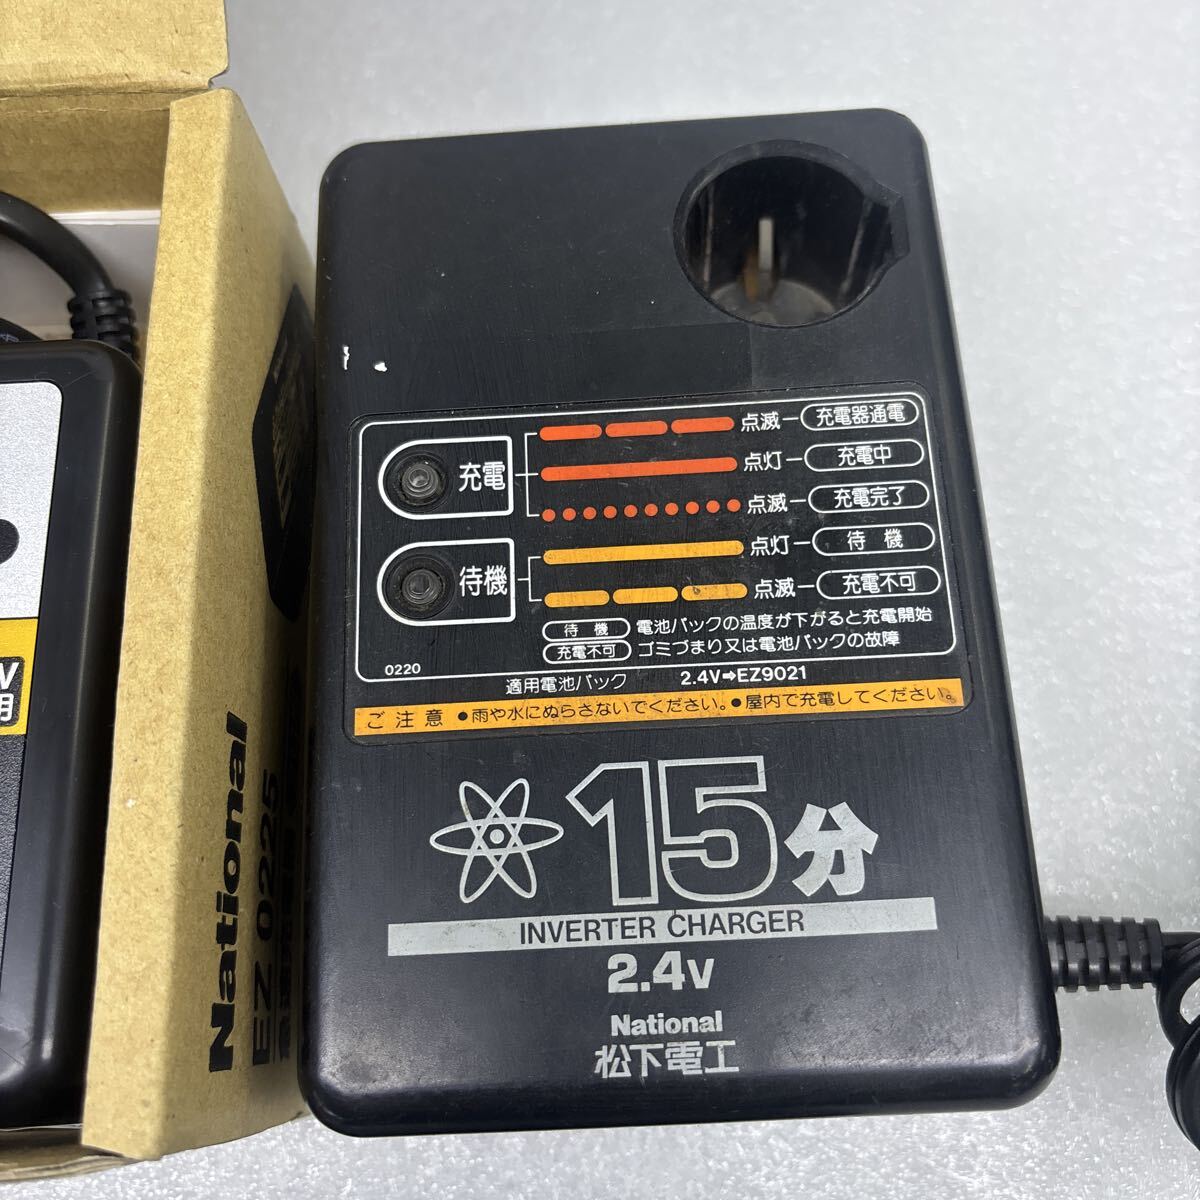 充電
点滅
充電器通電
点灯
充電中
点滅
充電完了
待機
点灯
待機
点滅
充電不可
待機 電池パックの温度が下がると充電開始
充電不可 ゴミづまり又は電池パックの故障
0220
適用電池パック 2.4V➡EZ9021
ご注意 ●雨や水にぬらさないでください。●屋内で充電してください。
15分
INVERTER CHARGER
2.4V
National
松下電工
National
EZ 0225
V
用